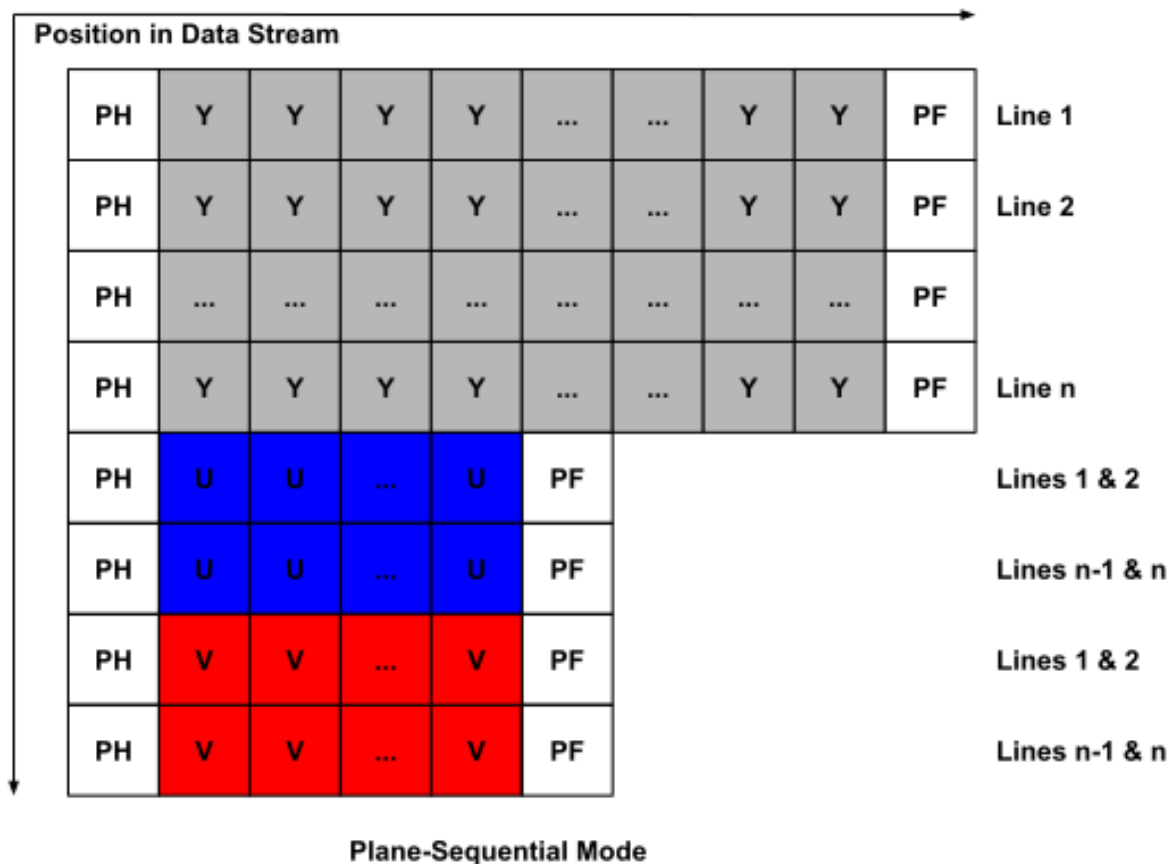 Position in Data Stream
PH Y Y Y Y ... ... Y Y PF Line 1
PH Y Y Y Y ... ... Y Y PF Line 2
PH ... ... ... ... ... ... ... ... PF
PH Y Y Y Y ... ... Y Y PF Line n
PH U U ... U PF Lines 1 & 2
PH U U ... U PF Lines n-1 & n
PH V V ... V PF Lines 1 & 2
PH V V ... V PF Lines n-1 & n
Plane-Sequential Mode